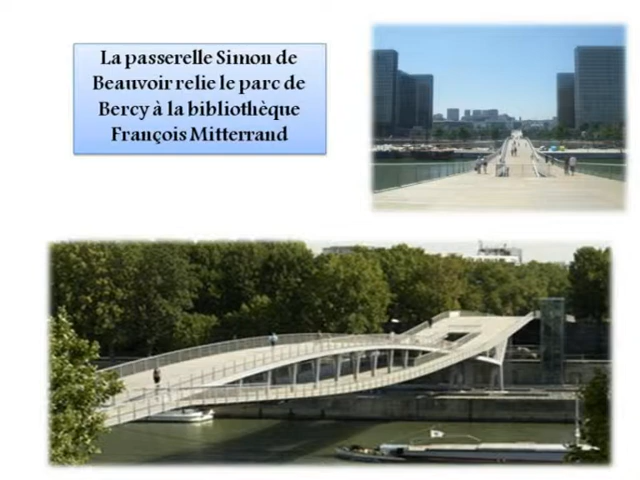 La passerelle Simon de
Beauvoir relie le parc de
Bercy à la bibliothèque
François Mitterrand